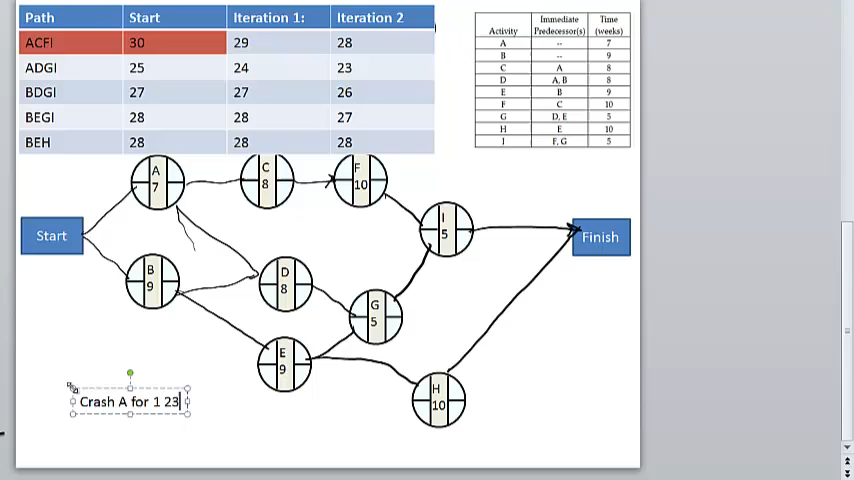 Path Start Iteration 1: Iteration 2
ACFI 30 29 28
ADGI 25 24 23
BDGI 27 27 26
BEGI 28 28 27
BEH 28 28 28
Activity Immediate Predecessor(s) Time (weeks)
A -- 7
B -- 9
C A 8
D A, B 8
E B 9
F C 10
G D, E 5
H E 10
I F, G 5
A
7
C
8
F
10
I
5
Start
Finish
B
9
D
8
G
5
E
9
H
10
Crash A for 1 23